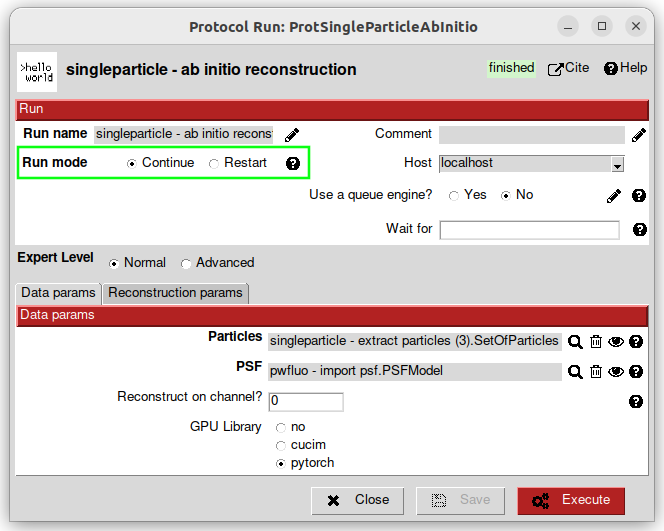 Protocol Run: ProtSingleParticleAbInitio
>hello
world
singleparticle - ab initio reconstruction
finished
Cite
Help
Run
Run name singleparticle - ab initio recons
Comment
Run mode Continue Restart
Host localhost
Use a queue engine? Yes No
Wait for
Expert Level Normal Advanced
Data params Reconstruction params
Data params
Particles singleparticle - extract particles (3).SetOfParticles
PSF pwfluo - import psf.PSFModel
Reconstruct on channel? 0
GPU Library no
cucim
pytorch
Close Save Execute